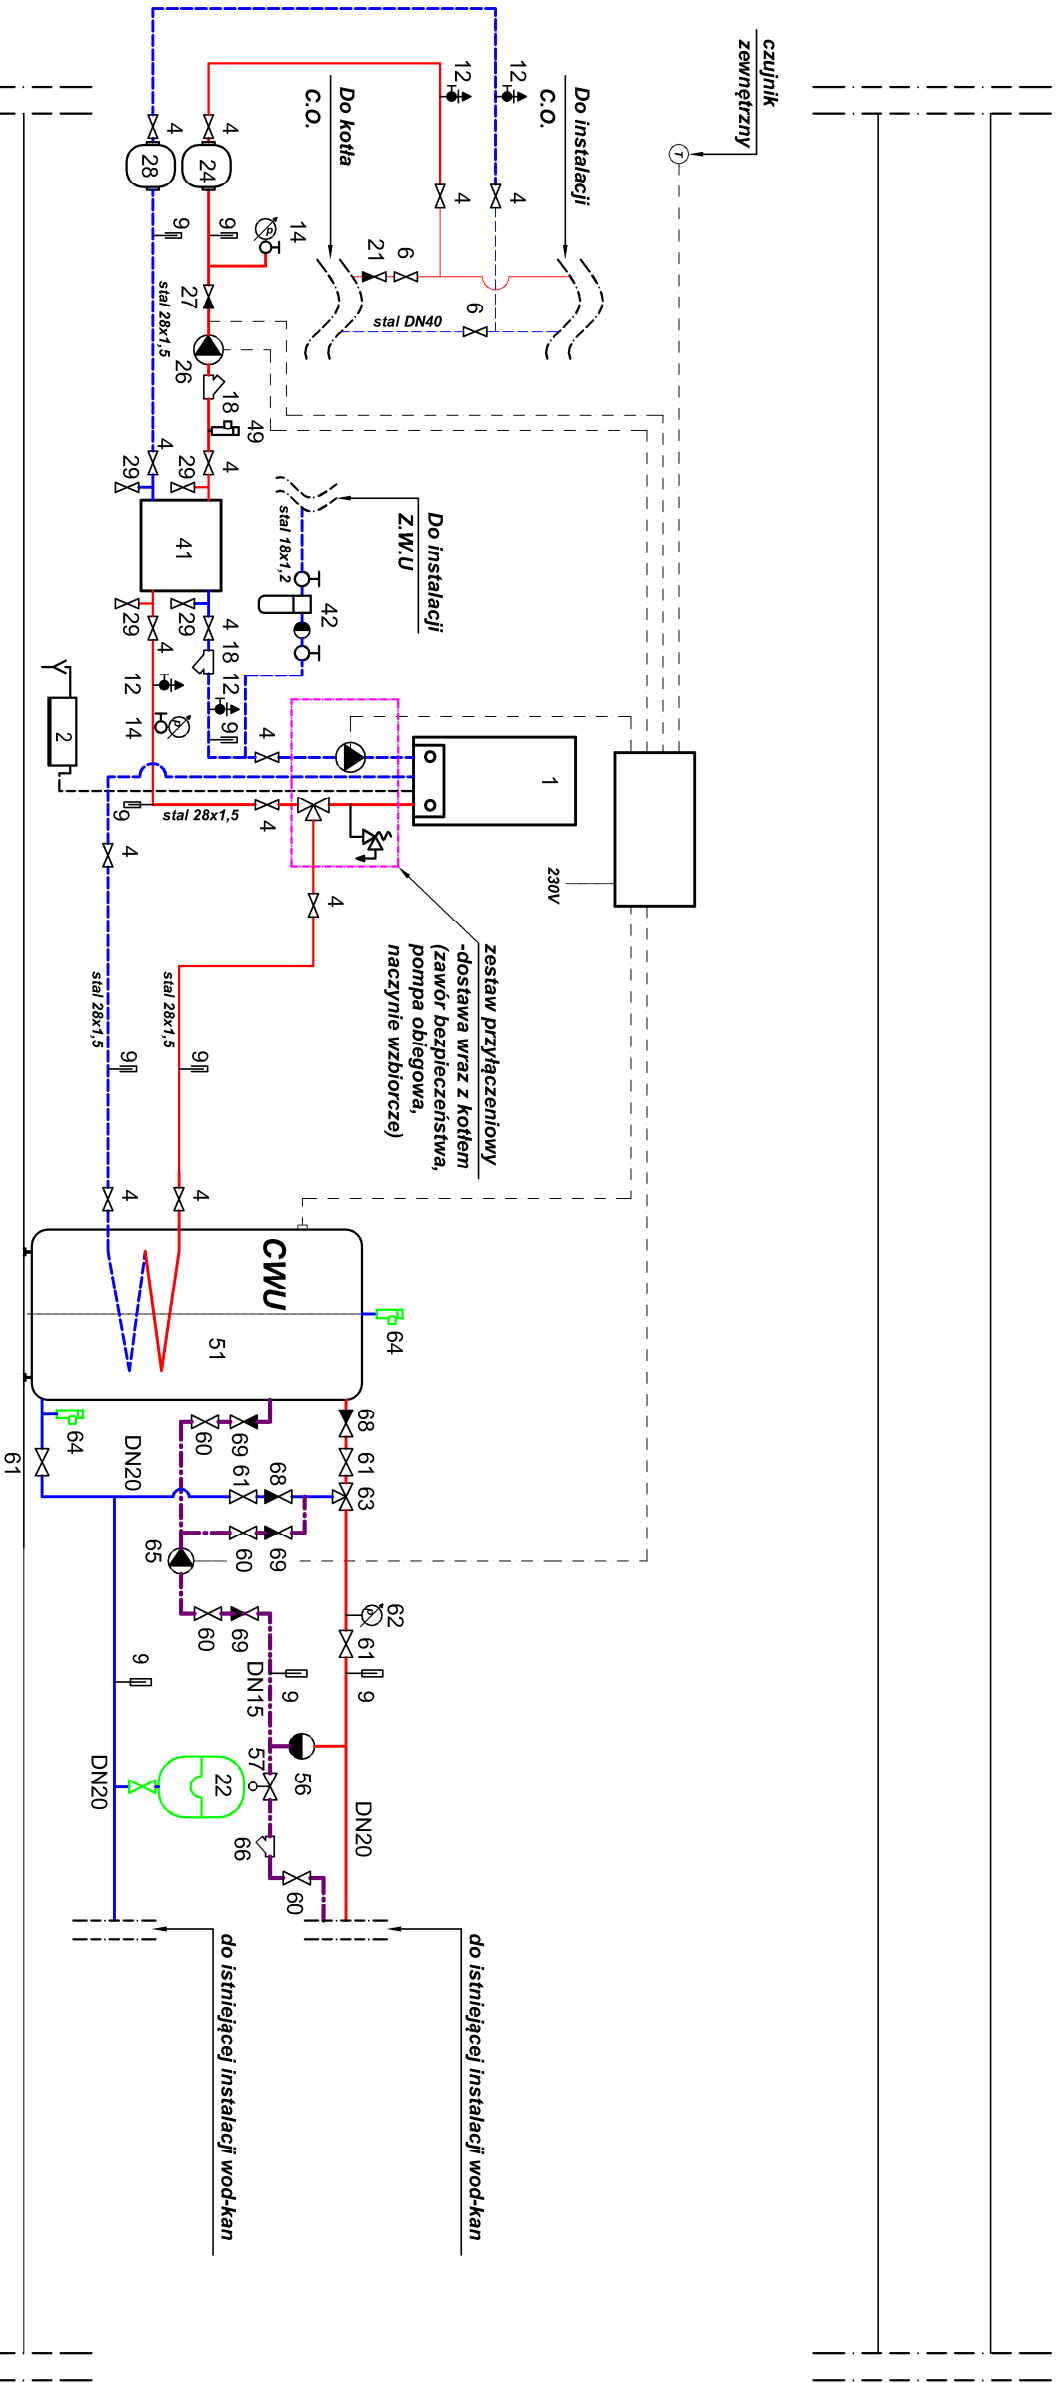 czujnik
zewnętrzny
T
Do instalacji
C.O.
Do kotła
C.O.
12
12
4
4
4
4
28
24
9
9
P
14
21
6
6
stal DN40
stal 28x1,5
27
26
18
49
4
4
29
29
41
29
29
4
4
18
12
12
9
14
P
Do instalacji
Z.W.U
stal 18x1,2
42
2
1
230V
4
4
9
stal 28x1,5
4
4
zestaw przyłączeniowy
-dostawa wraz z kotłem
(zawór bezpieczeństwa,
pompa obiegowa,
naczynie wzbiorcze)
stal 28x1,5
stal 28x1,5
9
9
4
4
CWU
51
64
64
61
DN20
60
69
68
61
63
61
68
60
69
65
60
69
P
62
61
9
9
DN15
9
57
56
DN20
22
DN20
66
60
do istniejącej instalacji wod-kan
do istniejącej instalacji wod-kan